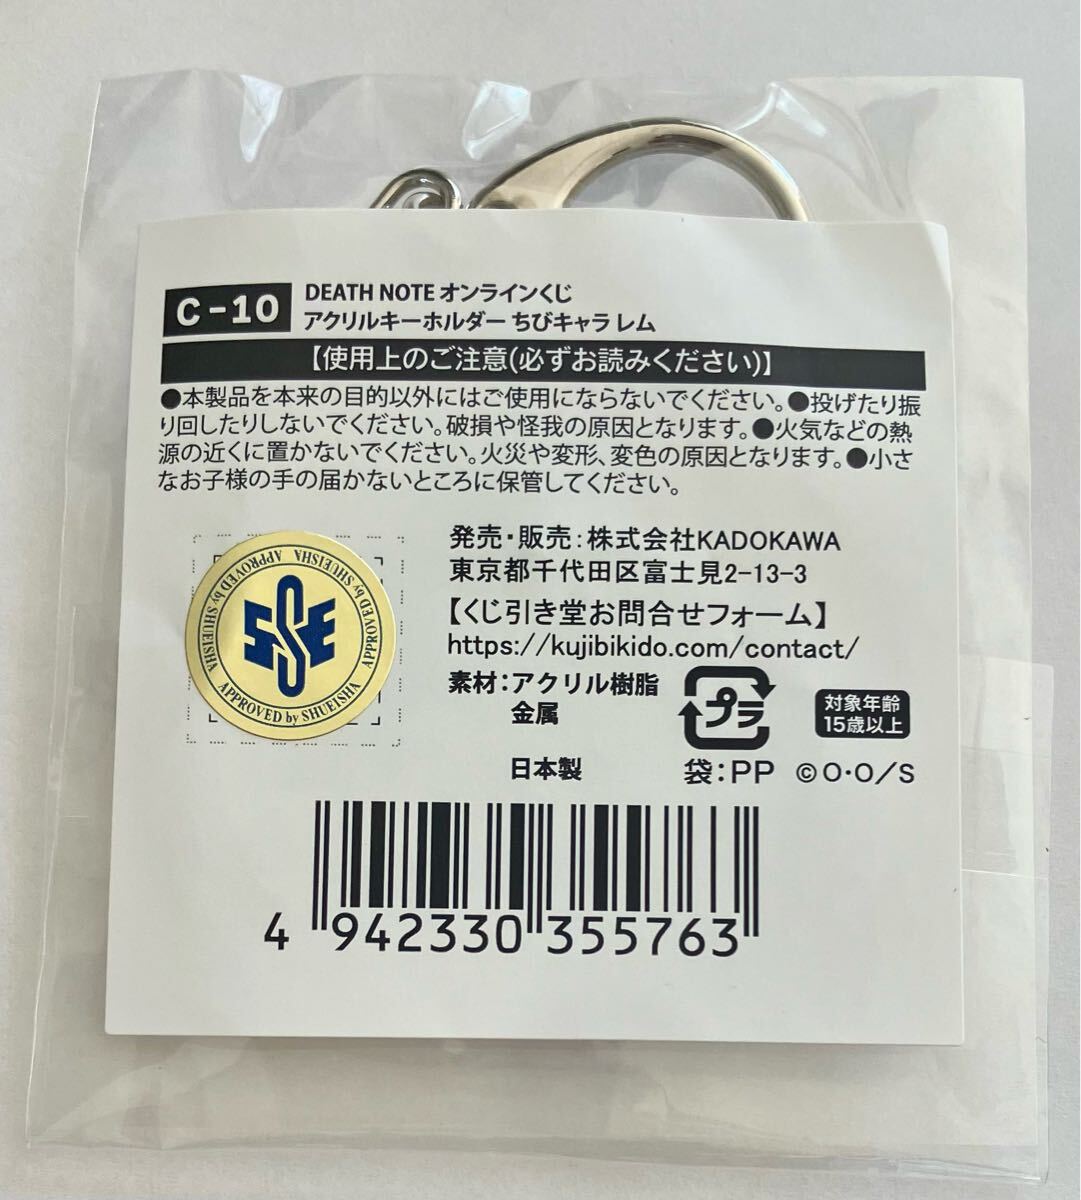 C-10
DEATH NOTE オンラインくじ
アクリルキーホルダー ちびキャラ レム
【使用上のご注意(必ずお読みください)】
●本製品を本来の目的以外にはご使用にならないでください。●投げたり振
り回したりしないでください。破損や怪我の原因となります。●火気などの熱
源の近くに置かないでください。火災や変形、変色の原因となります。●小さ
なお子様の手の届かないところに保管してください。
APPROVED by SHUEISHA APPROVED by SHUEISHA APPROVED by SHUEISHA
発売・販売:株式会社KADOKAWA
東京都千代田区富士見2-13-3
【くじ引き堂お問合せフォーム】
https://kujibikido.com/contact/
素材:アクリル樹脂
金属
プラ
対象年齢
15歳以上
日本製
袋:PP
©O・O/S
4 942330 355763